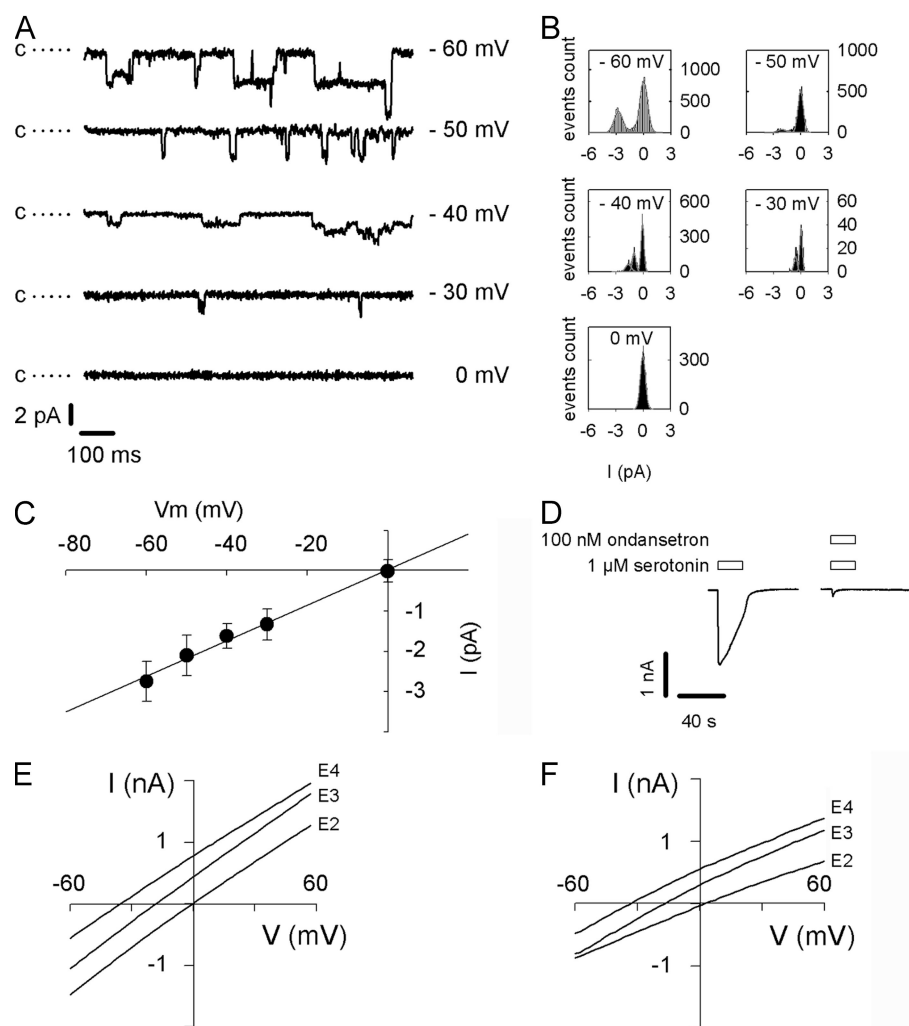 A
c ..... - 60 mV
c ..... - 50 mV
c ..... - 40 mV
c ..... - 30 mV
c ..... 0 mV
2 pA
100 ms
B
- 60 mV
events count
1000
500
0
-6 -3 0 3
- 50 mV
1000
500
0
-6 -3 0 3
- 40 mV
events count
600
300
0
-6 -3 0 3
- 30 mV
60
40
20
0
-6 -3 0 3
0 mV
events count
300
0
-6 -3 0 3
I (pA)
C
Vm (mV)
-80 -60 -40 -20
-1
-2
-3
I (pA)
D
100 nM ondansetron
1 µM serotonin
1 nA
40 s
E
I (nA)
E4
E3
E2
1
-60 60
V (mV)
-1
F
I (nA)
E4
E3
E2
1
-60 60
V (mV)
-1